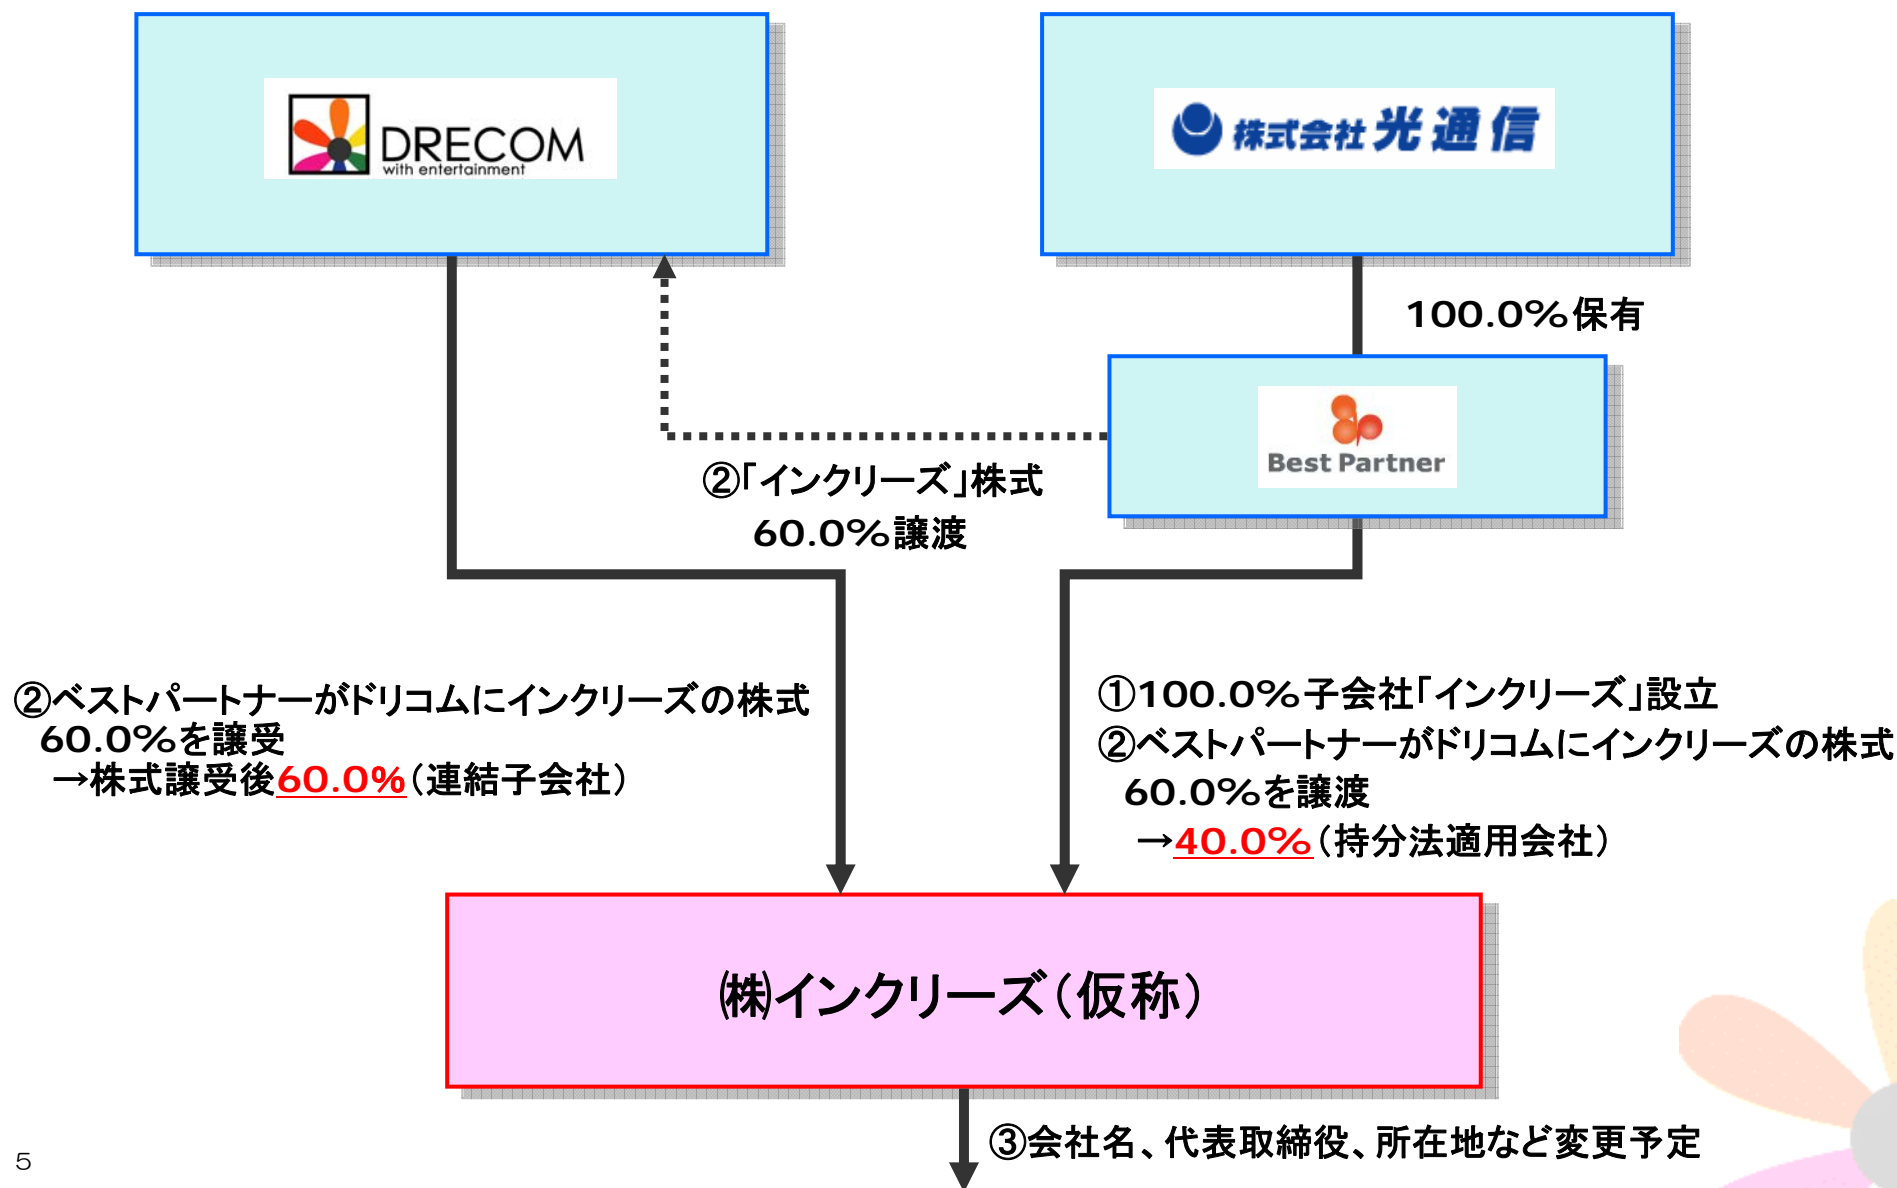 DRECOM
with entertainment
株式会社 光通信
100.0%保有
Best Partner
②「インクリーズ」株式
60.0%譲渡
②ベストパートナーがドリコムにインクリーズの株式
60.0%を譲受
→株式譲受後60.0%(連結子会社)
①100.0%子会社「インクリーズ」設立
②ベストパートナーがドリコムにインクリーズの株式
60.0%を譲渡
→40.0%(持分法適用会社)
㈱インクリーズ(仮称)
③会社名、代表取締役、所在地など変更予定
5